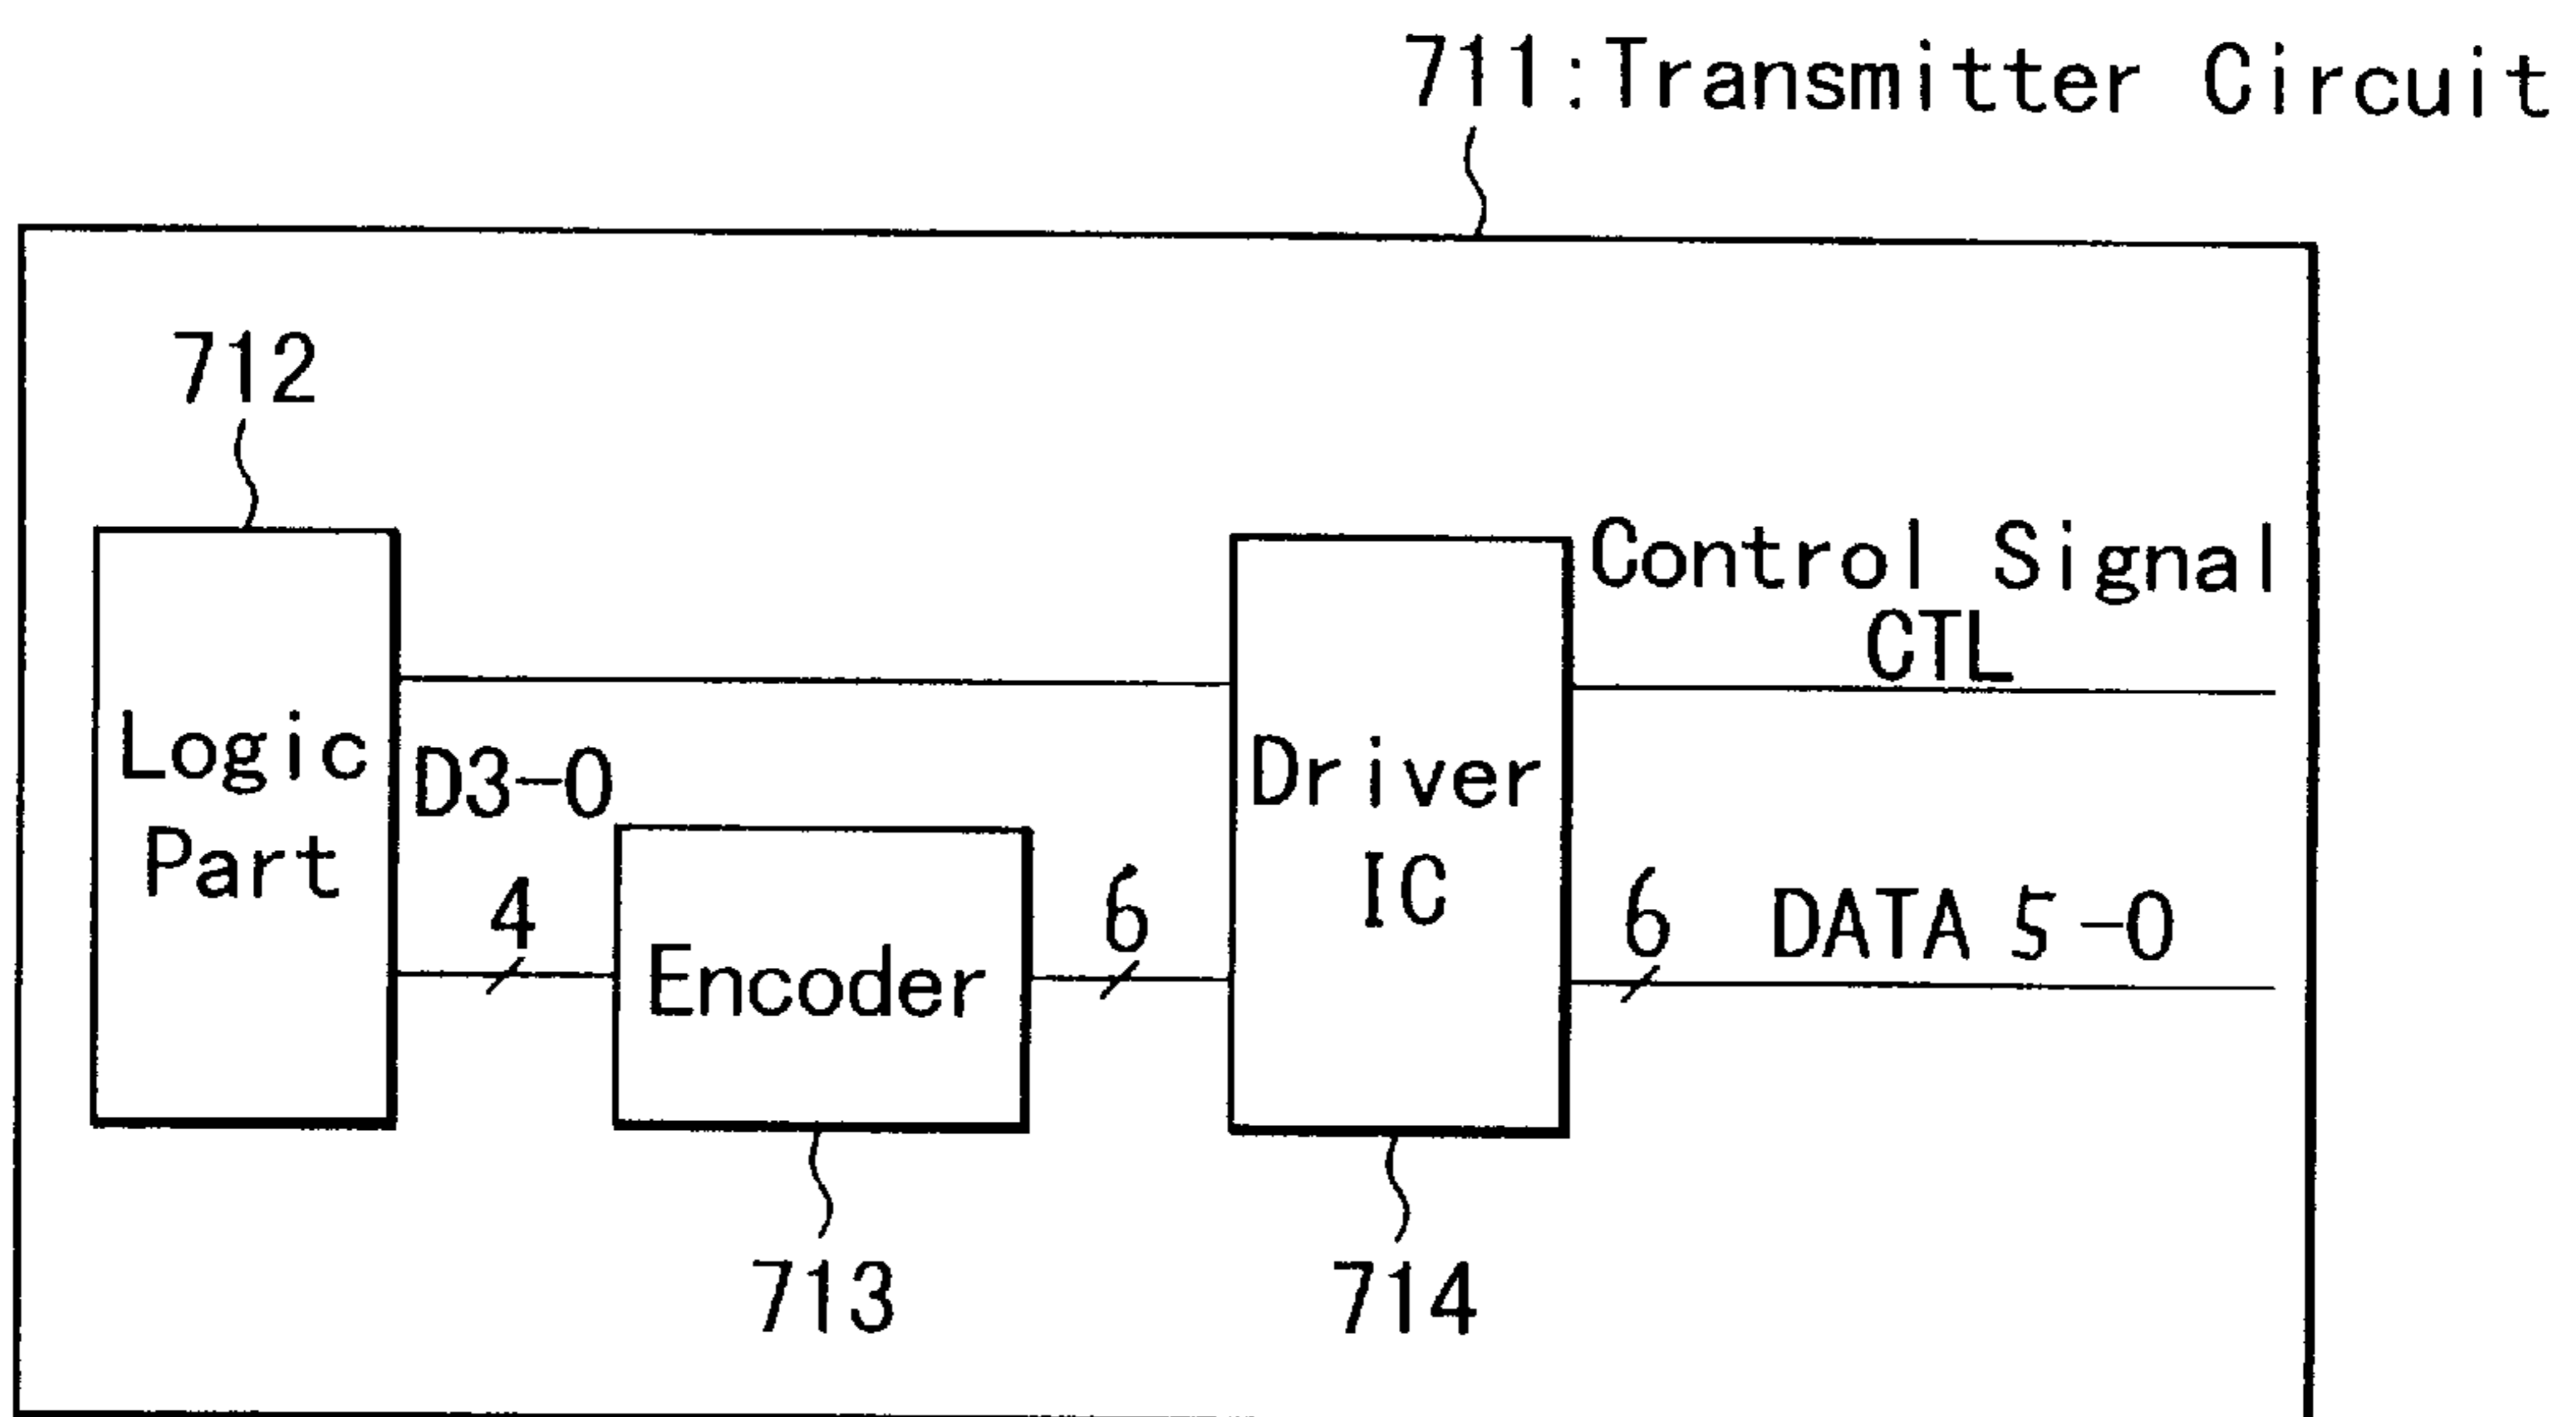 711:Transmitter Circuit
712
Logic
Part
D3-0
4
Encoder
713
6
Driver
IC
714
Control Signal
CTL
6
DATA 5-0